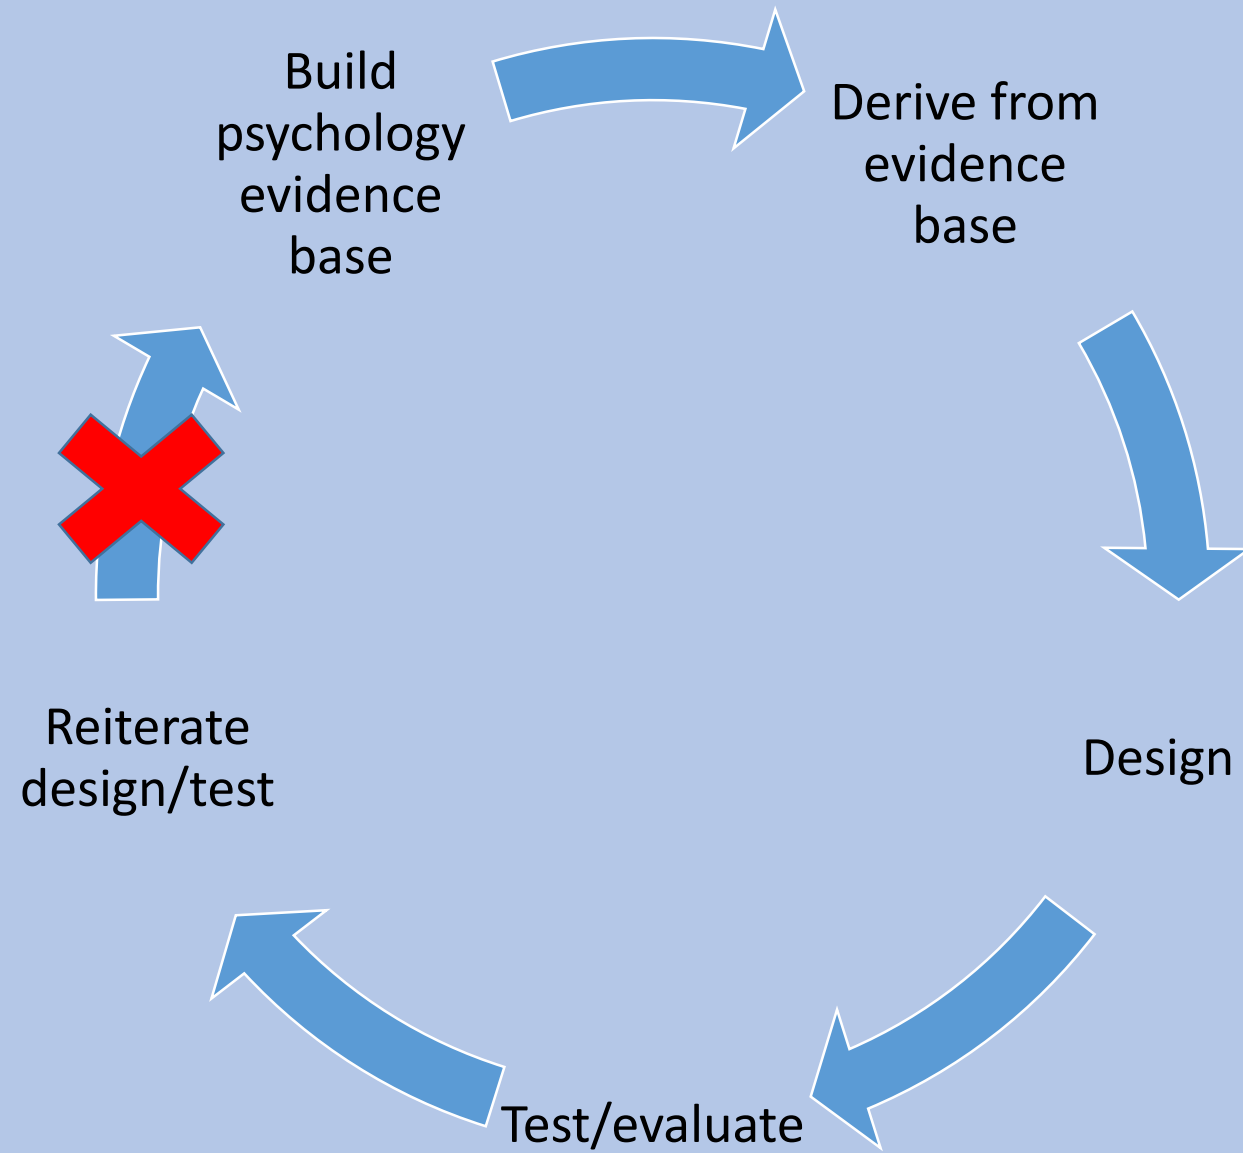 Build
psychology
evidence
base
Derive from
evidence
base
Design
Test/evaluate
Reiterate
design/test